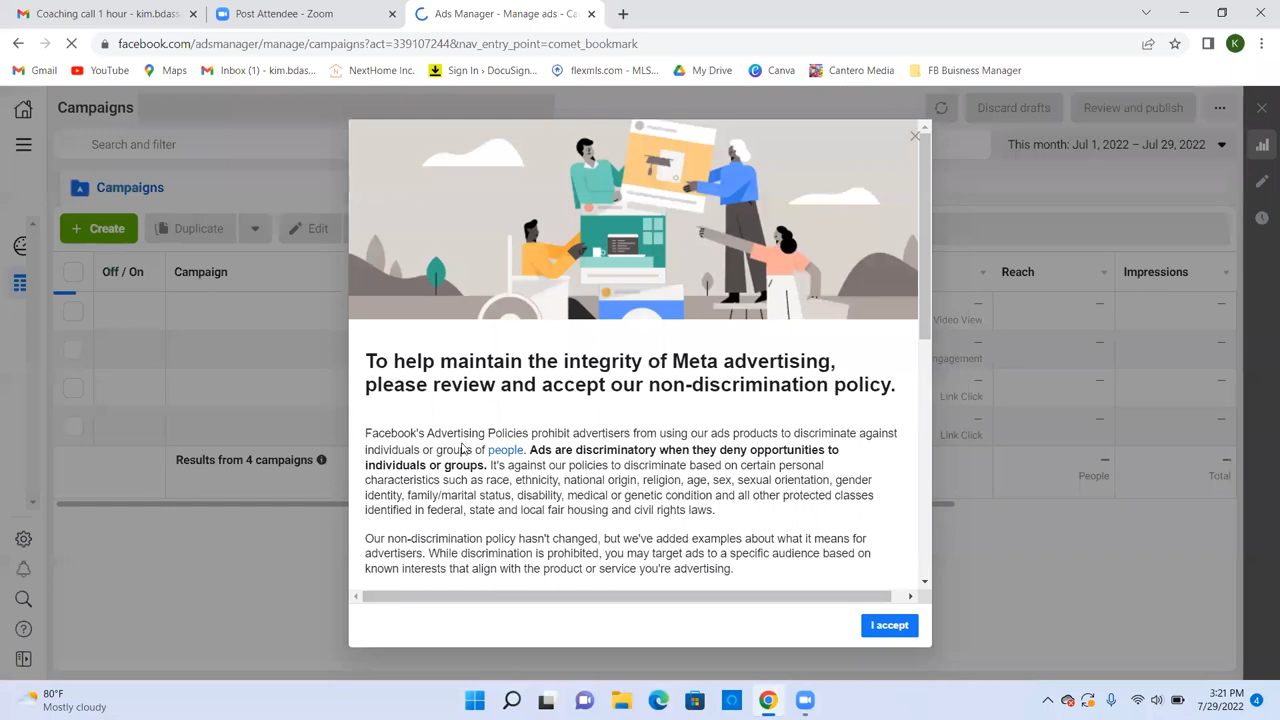 Coaching call 1 hour - kim.bdass
Post Attendee - Zoom
Ads Manager - Manage ads - Ca
facebook.com/adsmanager/manage/campaigns?act=339107244&nav_entry_point=comet_bookmark
K
Gmail
YouTube
Maps
Inbox (1) - kim.bdas...
NextHome Inc.
Sign In › DocuSign...
flexmls.com - MLS...
My Drive
Canva
Cantero Media
FB Buisness Manager
Campaigns
Discard drafts
Review and publish
Search and filter
This month: Jul 1, 2022 – Jul 29, 2022
Campaigns
+ Create
Duplicate
Edit
Off / On
Campaign
Reach
Impressions
Video View
Link Click
Link Click
Results from 4 campaigns
People
Total
To help maintain the integrity of Meta advertising,
please review and accept our non-discrimination policy.
Facebook's Advertising Policies prohibit advertisers from using our ads products to discriminate against
individuals or groups of people. Ads are discriminatory when they deny opportunities to
individuals or groups. It's against our policies to discriminate based on certain personal
characteristics such as race, ethnicity, national origin, religion, age, sex, sexual orientation, gender
identity, family/marital status, disability, medical or genetic condition and all other protected classes
identified in federal, state and local fair housing and civil rights laws.
Our non-discrimination policy hasn't changed, but we've added examples about what it means for
advertisers. While discrimination is prohibited, you may target ads to a specific audience based on
known interests that align with the product or service you're advertising.
I accept
80°F
Mostly cloudy
3:21 PM
7/29/2022
4